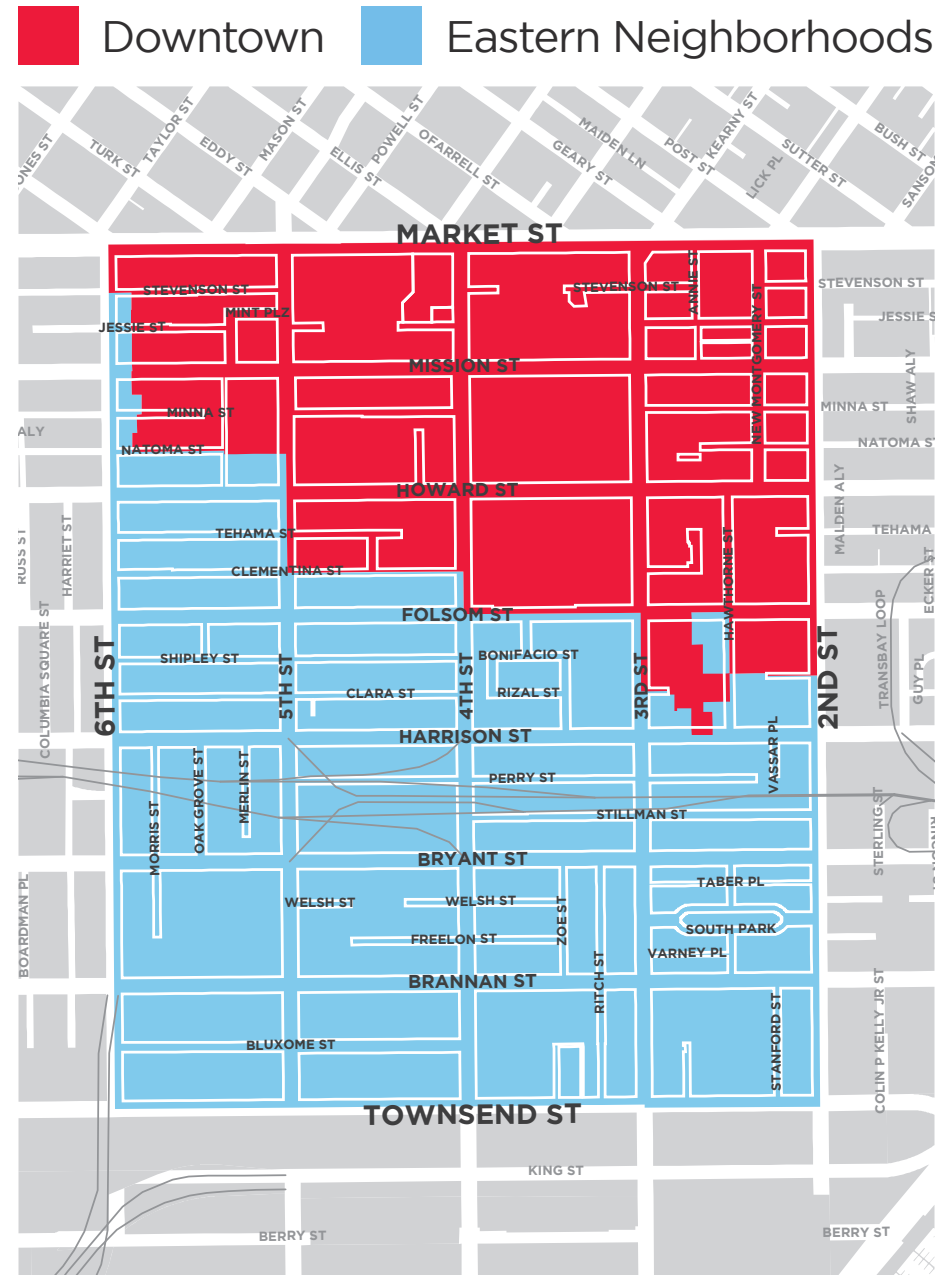 Downtown
Eastern Neighborhoods
TURK ST
TAYLOR ST
EDDY ST
MASON ST
ELLIS ST
POWELL ST
OFARRELL ST
GEARY ST
MAIDEN LN
POST ST
KEARNY ST
LICK PL
SUTTER ST
BUSH ST
MARKET ST
STEVENSON ST
STEVENSON ST
ANNIE ST
STEVENSON ST
MINT PLZ
JESSIE ST
NEW MONTGOMERY ST
JESSIE S
MISSION ST
SHAW ALY
MINNA ST
MINNA ST
ALY
NATOMA ST
NATOMA ST
HOWARD ST
MALDEN ALY
TEHAMA ST
TEHAMA
RUSS ST
HARRIET ST
CLEMENTINA ST
HAWTHORNE ST
ECKER ST
FOLSOM ST
COLUMBIA SQUARE ST
6TH ST
SHIPLEY ST
5TH ST
4TH ST
BONIFACIO ST
3RD ST
2ND ST
TRANSBAY LOOP
GUY PL
CLARA ST
RIZAL ST
HARRISON ST
VASSAR PL
PERRY ST
OAK GROVE ST
MERLIN ST
MORRIS ST
STILLMAN ST
STERLING ST
BRYANT ST
BOARDMAN PL
TABER PL
WELSH ST
WELSH ST
ZOE ST
SOUTH PARK
FREELON ST
VARNEY PL
RITCH ST
BRANNAN ST
STANFORD ST
COLIN P KELLY JR ST
BLUXOME ST
TOWNSEND ST
KING ST
BERRY ST
BERRY ST